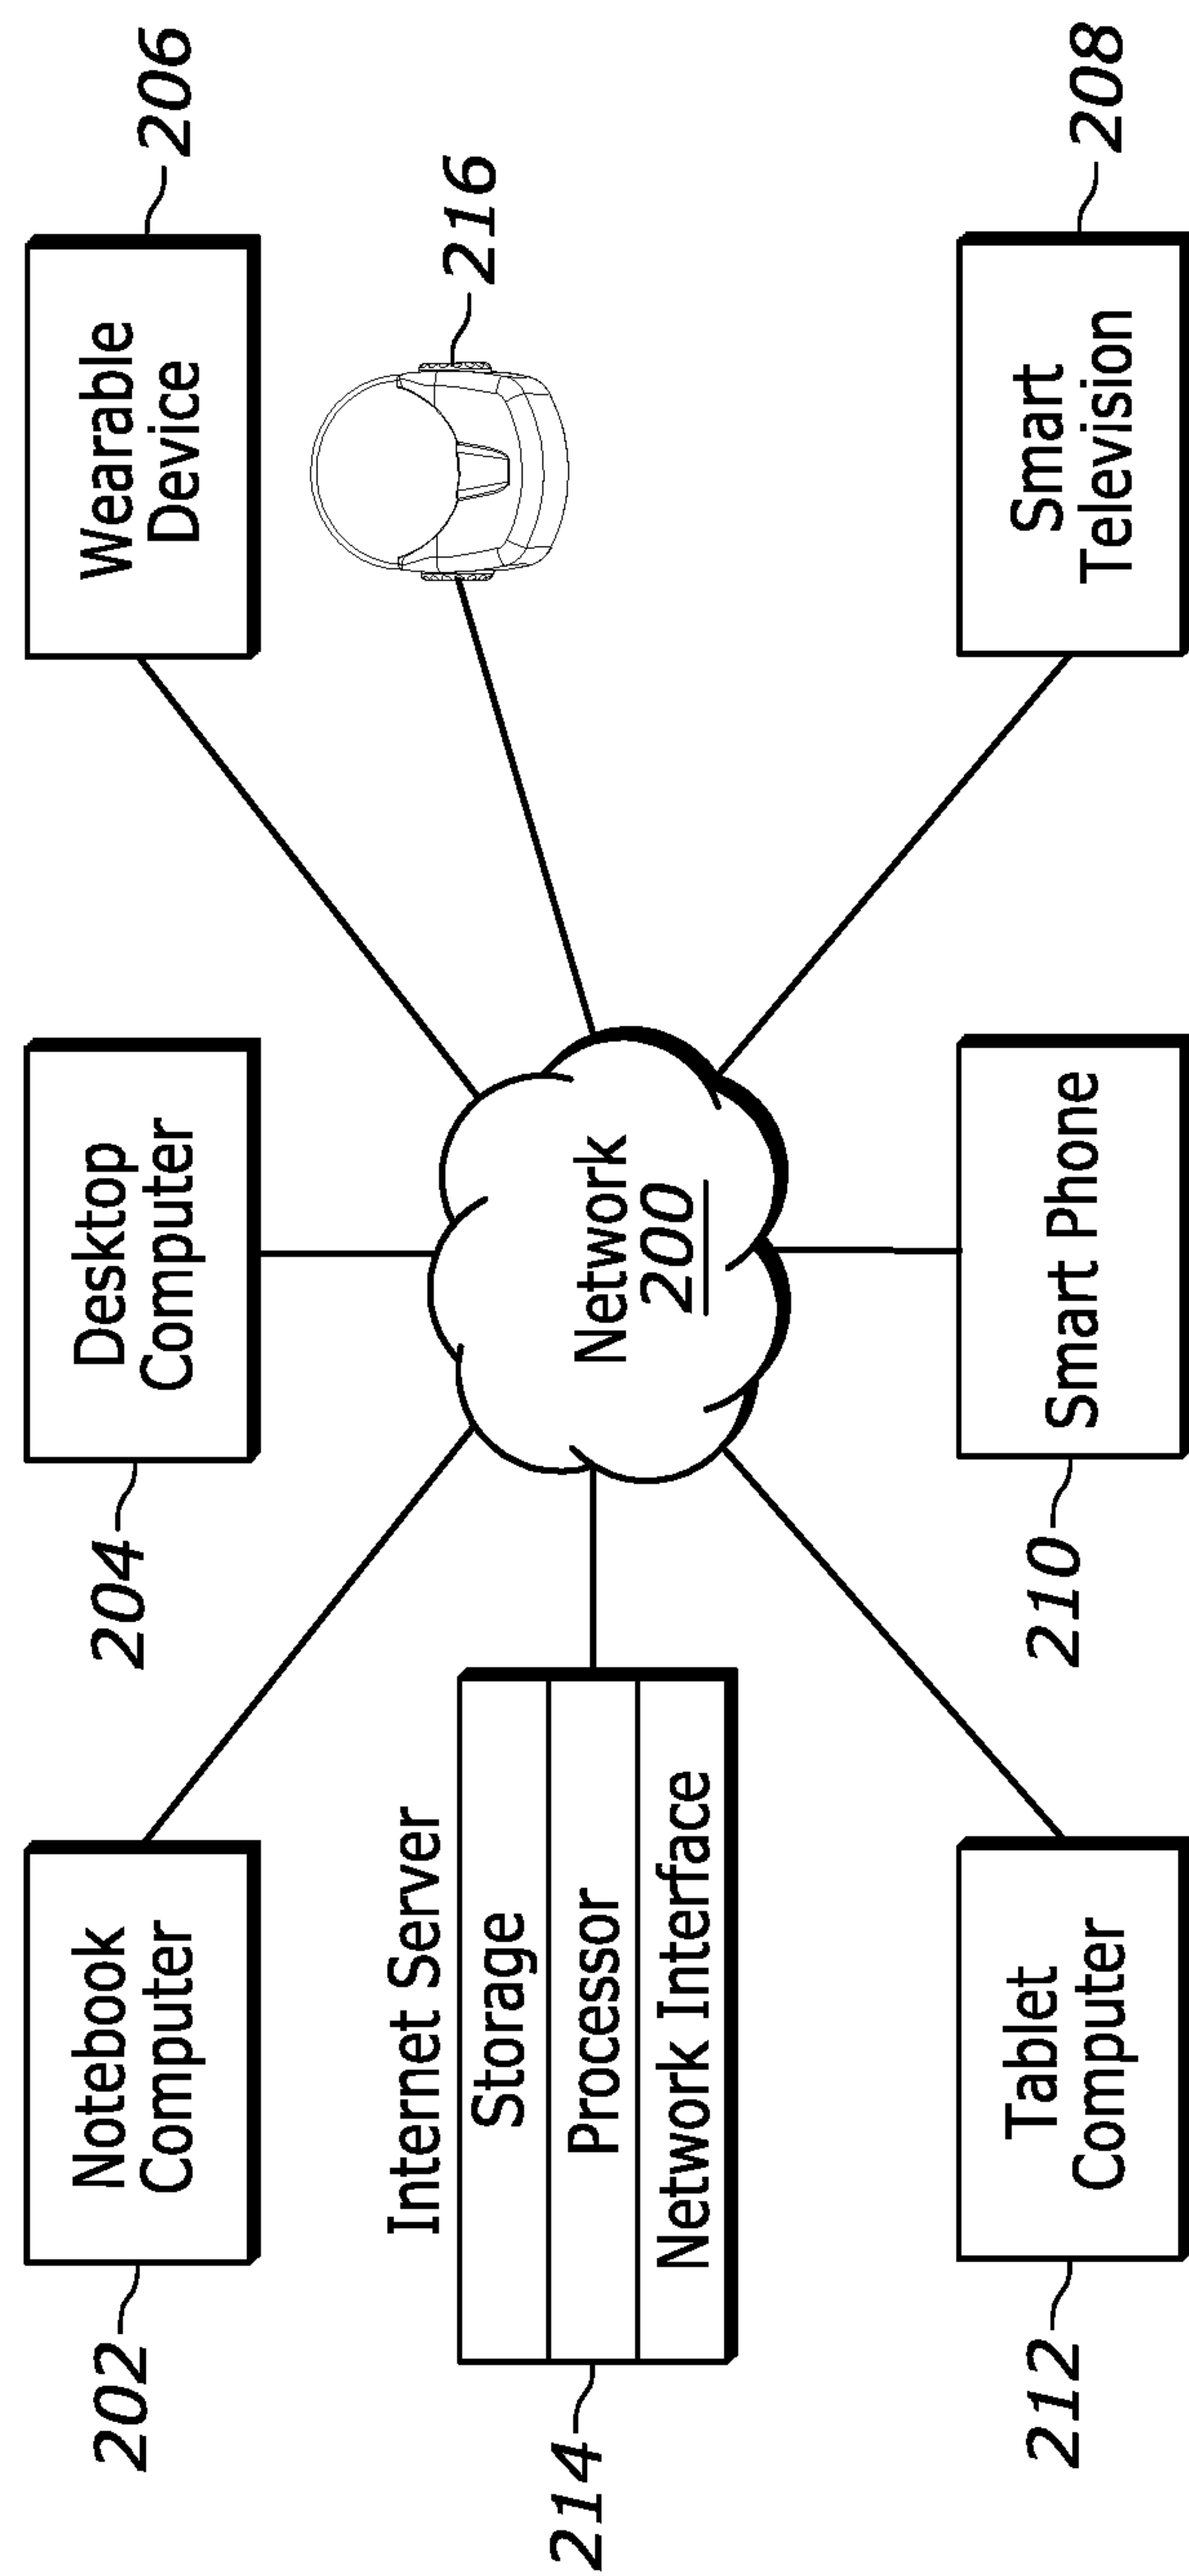 202
Notebook
Computer
204
Desktop
Computer
Wearable
Device
206
216
Internet Server
Storage
Processor
Network Interface
214
Network
200
212
Tablet
Computer
210
Smart Phone
Smart
Television
208